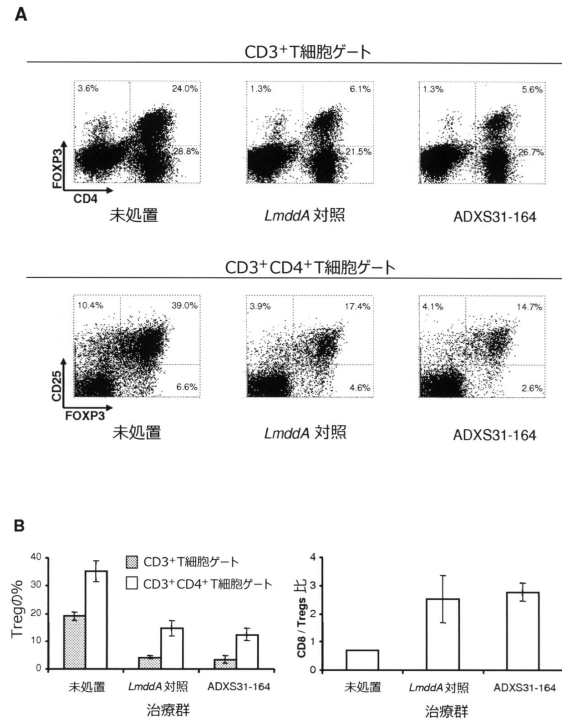 A
CD3+T細胞ゲート
3.6% 24.0% 1.3% 6.1% 1.3% 5.6%
28.8% 21.5% 26.7%
FOXP3
CD4
未処置 LmddA 対照 ADXS31-164
CD3+CD4+T細胞ゲート
10.4% 39.0% 3.9% 17.4% 4.1% 14.7%
6.6% 4.6% 2.6%
CD25
FOXP3
未処置 LmddA 対照 ADXS31-164
B
Tregの%
40
30
20
10
0
CD3+T細胞ゲート
CD3+CD4+T細胞ゲート
未処置 LmddA 対照 ADXS31-164
治療群
CD8 / Tregs 比
4
3
2
1
0
未処置 LmddA 対照 ADXS31-164
治療群